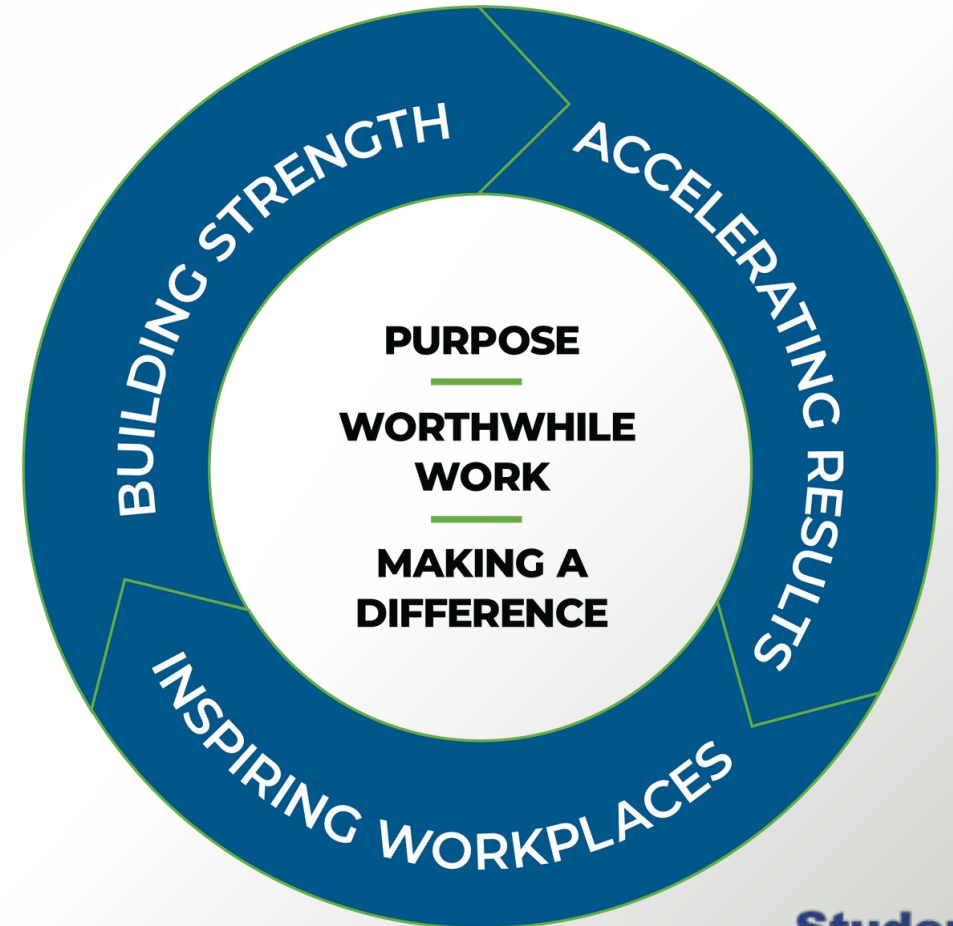 BUILDING STRENGTH
ACCELERATING RESULTS
INSPIRING WORKPLACES
PURPOSE
WORTHWHILE
WORK
MAKING A
DIFFERENCE